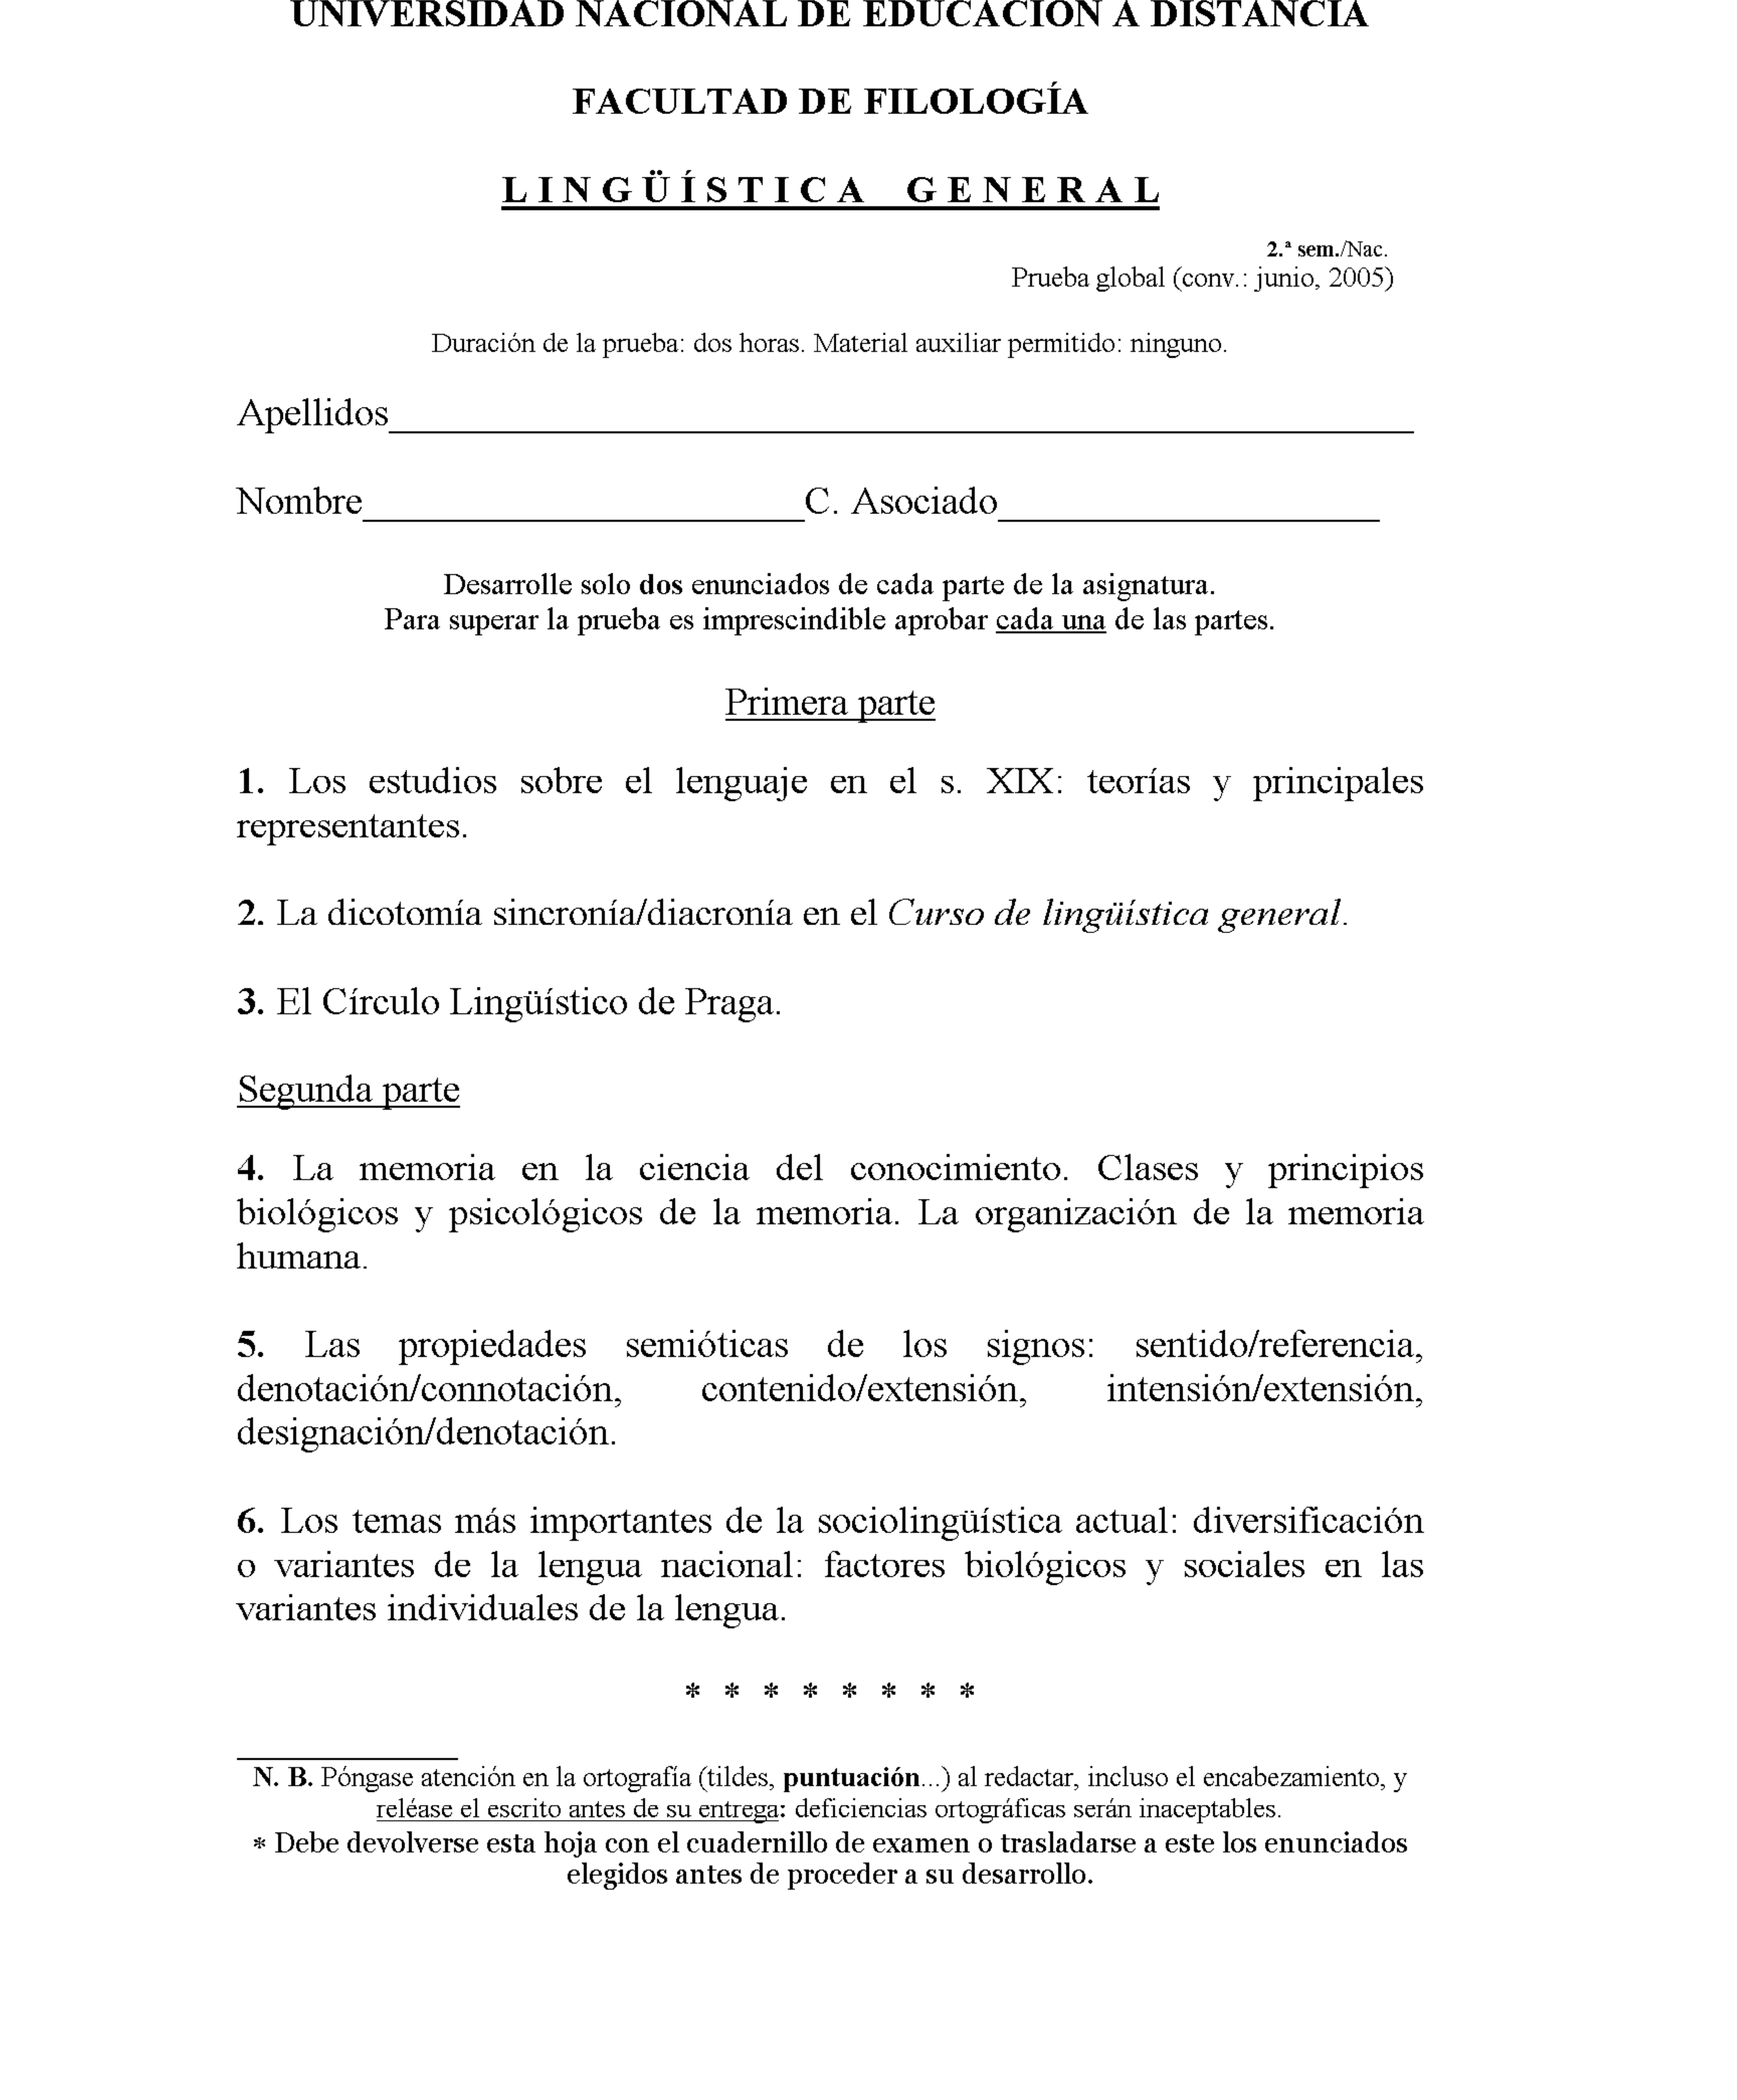 UNIVERSIDAD NACIONAL DE EDUCACIÓN A DISTANCIA
FACULTAD DE FILOLOGÍA
LINGÜÍSTICA GENERAL
2.ª sem./Nac.
Prueba global (conv.: junio, 2005)
Duración de la prueba: dos horas. Material auxiliar permitido: ninguno.
Apellidos
Nombre C. Asociado
Desarrolle solo dos enunciados de cada parte de la asignatura.
Para superar la prueba es imprescindible aprobar cada una de las partes.
Primera parte
1. Los estudios sobre el lenguaje en el s. XIX: teorías y principales
representantes.
2. La dicotomía sincronía/diacronía en el Curso de lingüística general.
3. El Círculo Lingüístico de Praga.
Segunda parte
4. La memoria en la ciencia del conocimiento. Clases y principios
biológicos y psicológicos de la memoria. La organización de la memoria
humana.
5. Las propiedades semióticas de los signos: sentido/referencia,
denotación/connotación, contenido/extensión, intensión/extensión,
designación/denotación.
6. Los temas más importantes de la sociolingüística actual: diversificación
o variantes de la lengua nacional: factores biológicos y sociales en las
variantes individuales de la lengua.
* * * * * * * *
N. B. Póngase atención en la ortografía (tildes, puntuación...) al redactar, incluso el encabezamiento, y
reléase el escrito antes de su entrega: deficiencias ortográficas serán inaceptables.
* Debe devolverse esta hoja con el cuadernillo de examen o trasladarse a este los enunciados
elegidos antes de proceder a su desarrollo.